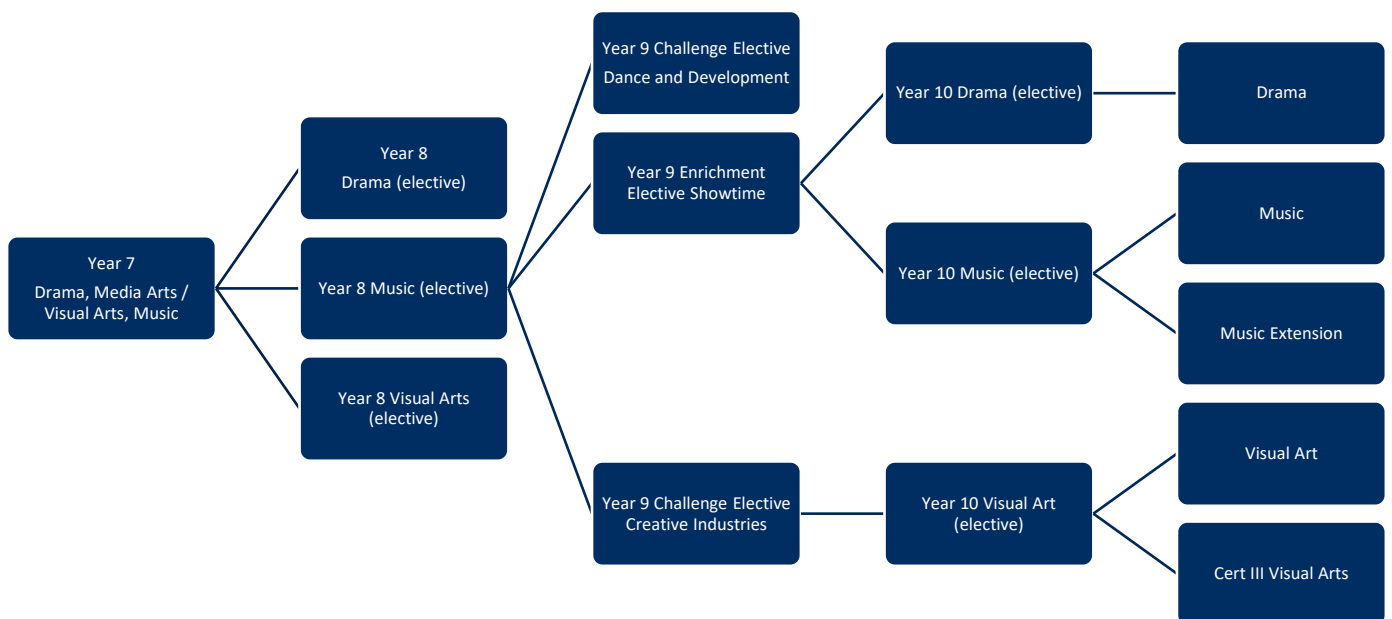 Year 7
Drama, Media Arts /
Visual Arts, Music
Year 8
Drama (elective)
Year 8 Music (elective)
Year 8 Visual Arts
(elective)
Year 9 Challenge Elective
Dance and Development
Year 9 Enrichment
Elective Showtime
Year 9 Challenge Elective
Creative Industries
Year 10 Drama (elective)
Year 10 Music (elective)
Year 10 Visual Art
(elective)
Drama
Music
Music Extension
Visual Art
Cert III Visual Arts